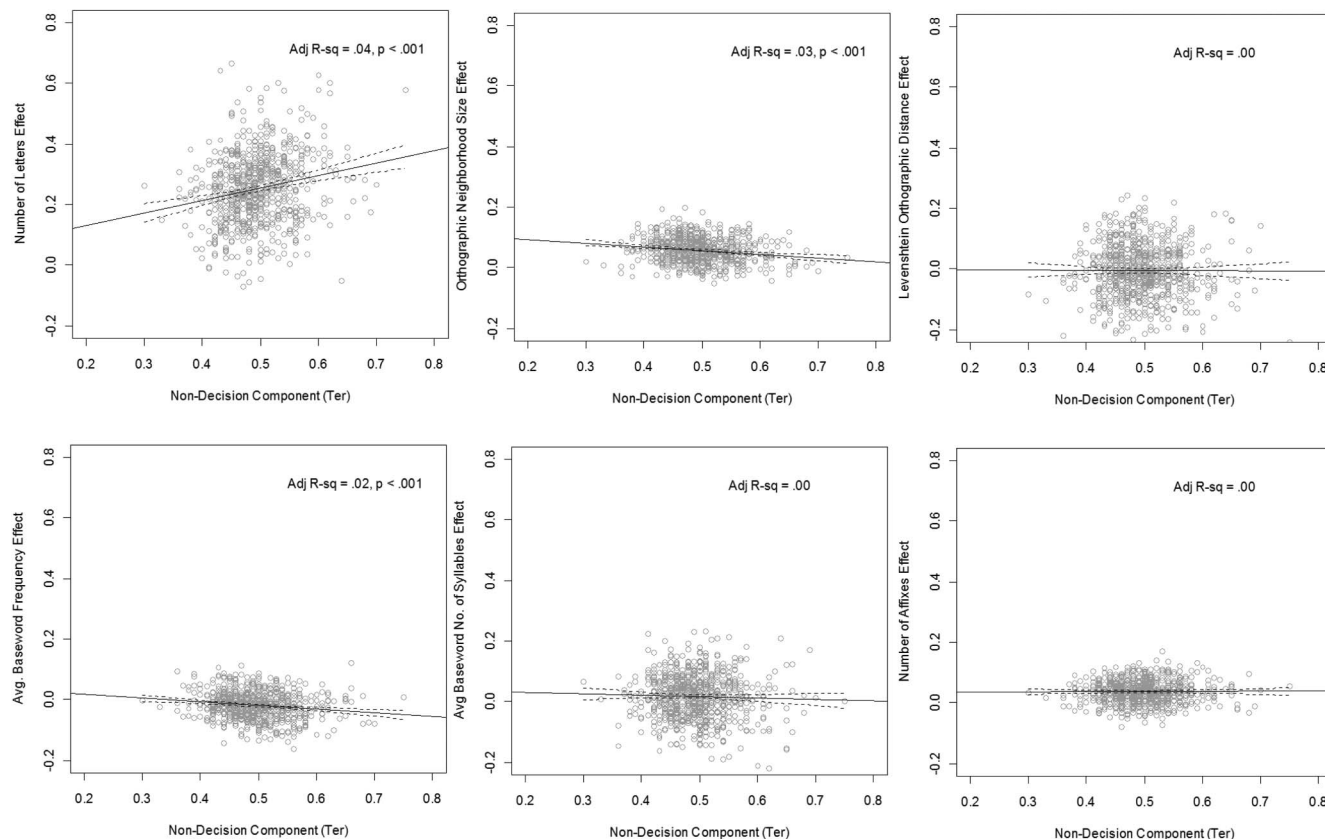 Adj R-sq = .04, p < .001
Number of Letters Effect
0.8
0.6
0.4
0.2
0.0
-0.2
0.2 0.3 0.4 0.5 0.6 0.7 0.8
Non-Decision Component (Ter)
Adj R-sq = .03, p < .001
Orthographic Neighborhood Size Effect
0.8
0.6
0.4
0.2
0.0
-0.2
0.2 0.3 0.4 0.5 0.6 0.7 0.8
Non-Decision Component (Ter)
Adj R-sq = .00
Levenshtein Orthographic Distance Effect
0.8
0.6
0.4
0.2
0.0
-0.2
0.2 0.3 0.4 0.5 0.6 0.7 0.8
Non-Decision Component (Ter)
Adj R-sq = .02, p < .001
Avg. Baseword Frequency Effect
0.8
0.6
0.4
0.2
0.0
-0.2
0.2 0.3 0.4 0.5 0.6 0.7 0.8
Non-Decision Component (Ter)
Adj R-sq = .00
Avg Baseword No. of Syllables Effect
0.8
0.6
0.4
0.2
0.0
-0.2
0.2 0.3 0.4 0.5 0.6 0.7 0.8
Non-Decision Component (Ter)
Adj R-sq = .00
Number of Affixes Effect
0.8
0.6
0.4
0.2
0.0
-0.2
0.2 0.3 0.4 0.5 0.6 0.7 0.8
Non-Decision Component (Ter)